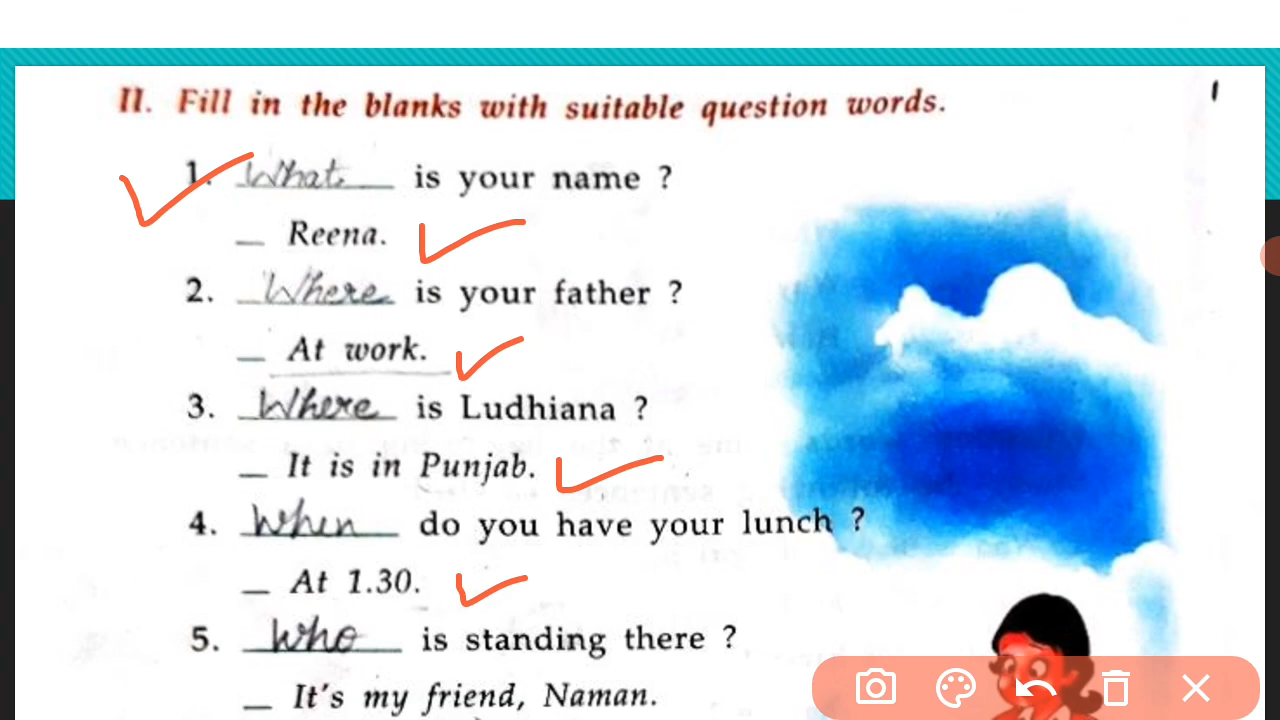 II. Fill in the blanks with suitable question words.
1. What is your name ?
_ Reena.
2. Where is your father ?
_ At work.
3. Where is Ludhiana ?
_ It is in Punjab.
4. When do you have your lunch ?
_ At 1.30.
5. Who is standing there ?
_ It's my friend, Naman.